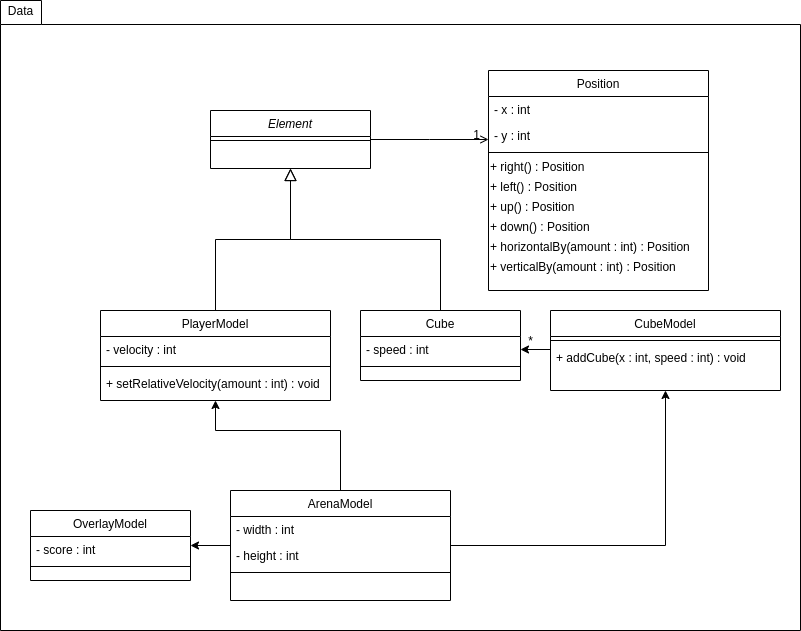 Data
Element
1
Position
- x : int
- y : int
+ right() : Position
+ left() : Position
+ up() : Position
+ down() : Position
+ horizontalBy(amount : int) : Position
+ verticalBy(amount : int) : Position
PlayerModel
- velocity : int
+ setRelativeVelocity(amount : int) : void
Cube
- speed : int
*
CubeModel
+ addCube(x : int, speed : int) : void
ArenaModel
- width : int
- height : int
OverlayModel
- score : int